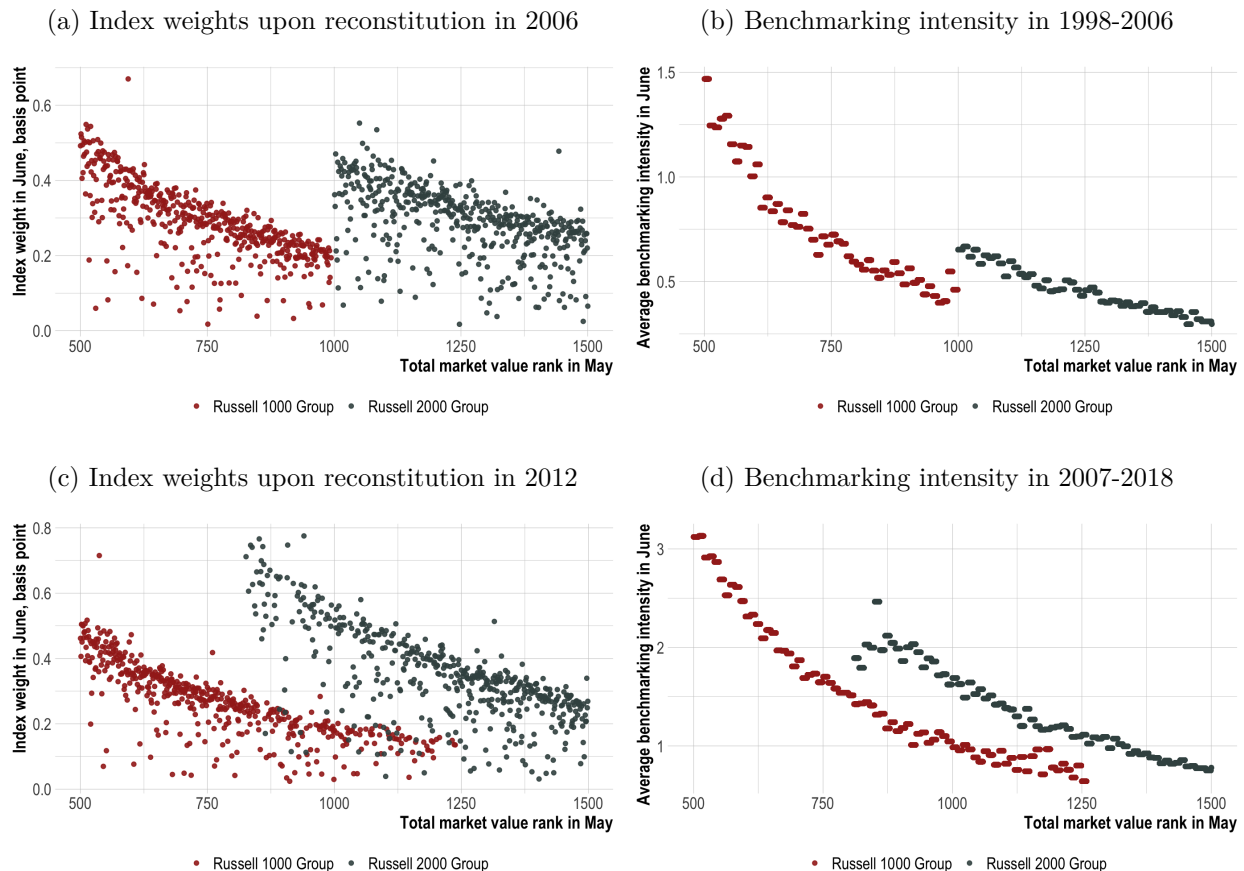 (a) Index weights upon reconstitution in 2006
Index weight in June, basis point
0.6
0.4
0.2
0.0
500 750 1000 1250 1500
Total market value rank in May
Russell 1000 Group Russell 2000 Group
(b) Benchmarking intensity in 1998-2006
Average benchmarking intensity in June
1.5
1.0
0.5
500 750 1000 1250 1500
Total market value rank in May
Russell 1000 Group Russell 2000 Group
(c) Index weights upon reconstitution in 2012
Index weight in June, basis point
0.8
0.6
0.4
0.2
0.0
500 750 1000 1250 1500
Total market value rank in May
Russell 1000 Group Russell 2000 Group
(d) Benchmarking intensity in 2007-2018
Average benchmarking intensity in June
3
2
1
500 750 1000 1250 1500
Total market value rank in May
Russell 1000 Group Russell 2000 Group